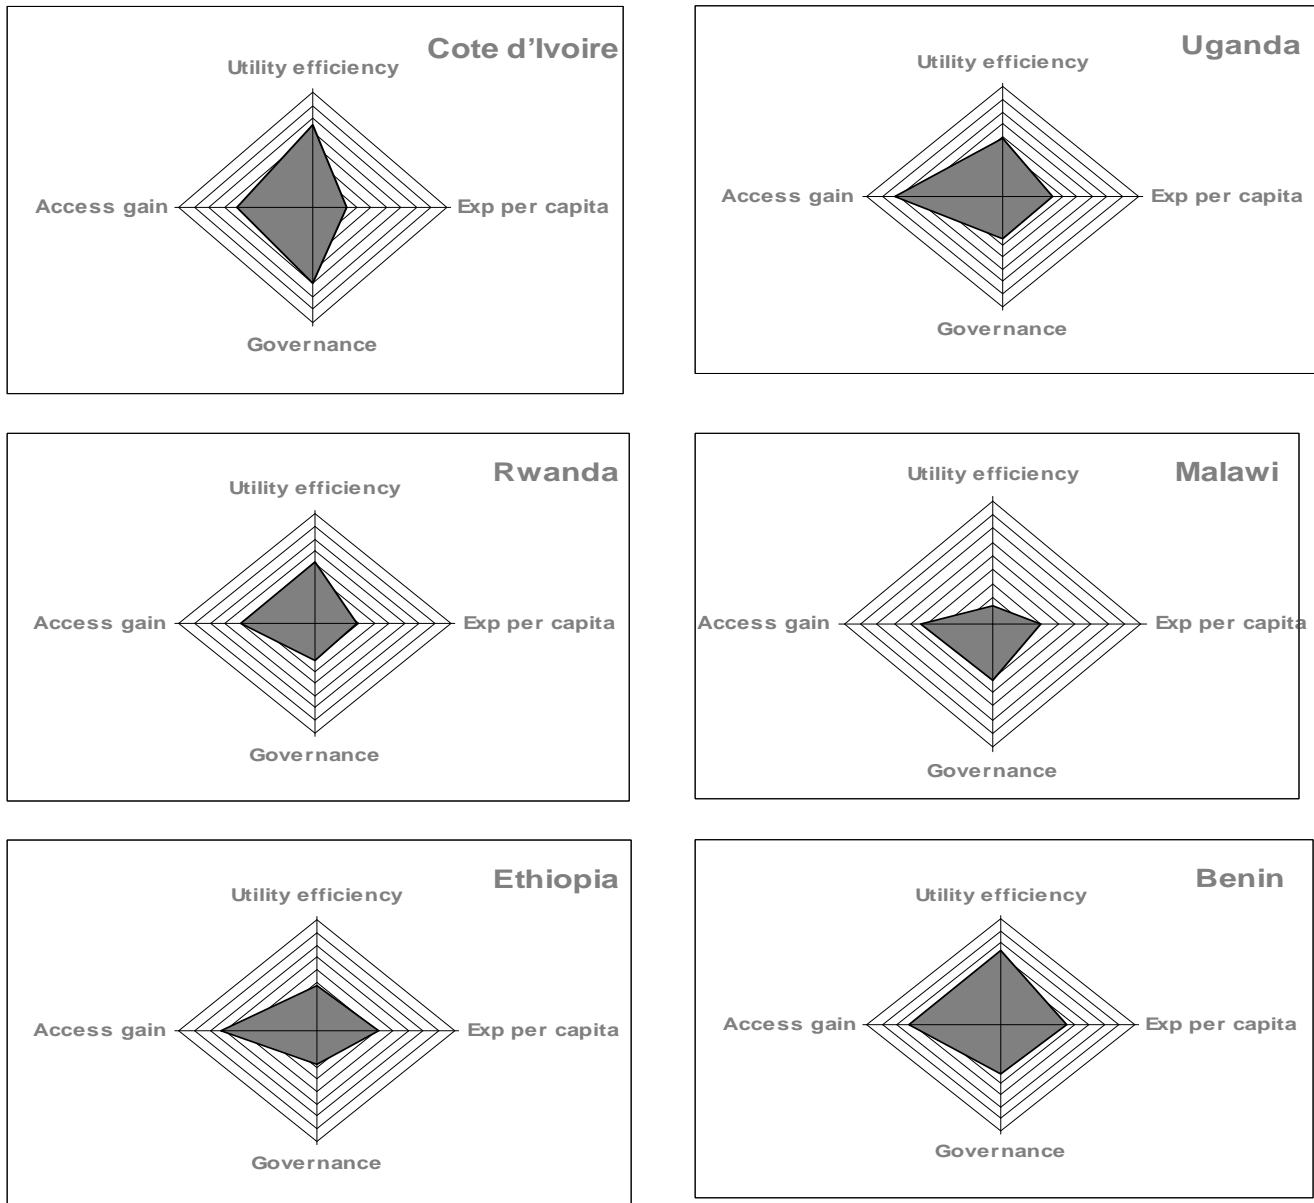 Cote d’Ivoire
Utility efficiency
Access gain
Exp per capita
Governance
Uganda
Utility efficiency
Access gain
Exp per capita
Governance
Rwanda
Utility efficiency
Access gain
Exp per capita
Governance
Malawi
Utility efficiency
Access gain
Exp per capita
Governance
Ethiopia
Utility efficiency
Access gain
Exp per capita
Governance
Benin
Utility efficiency
Access gain
Exp per capita
Governance